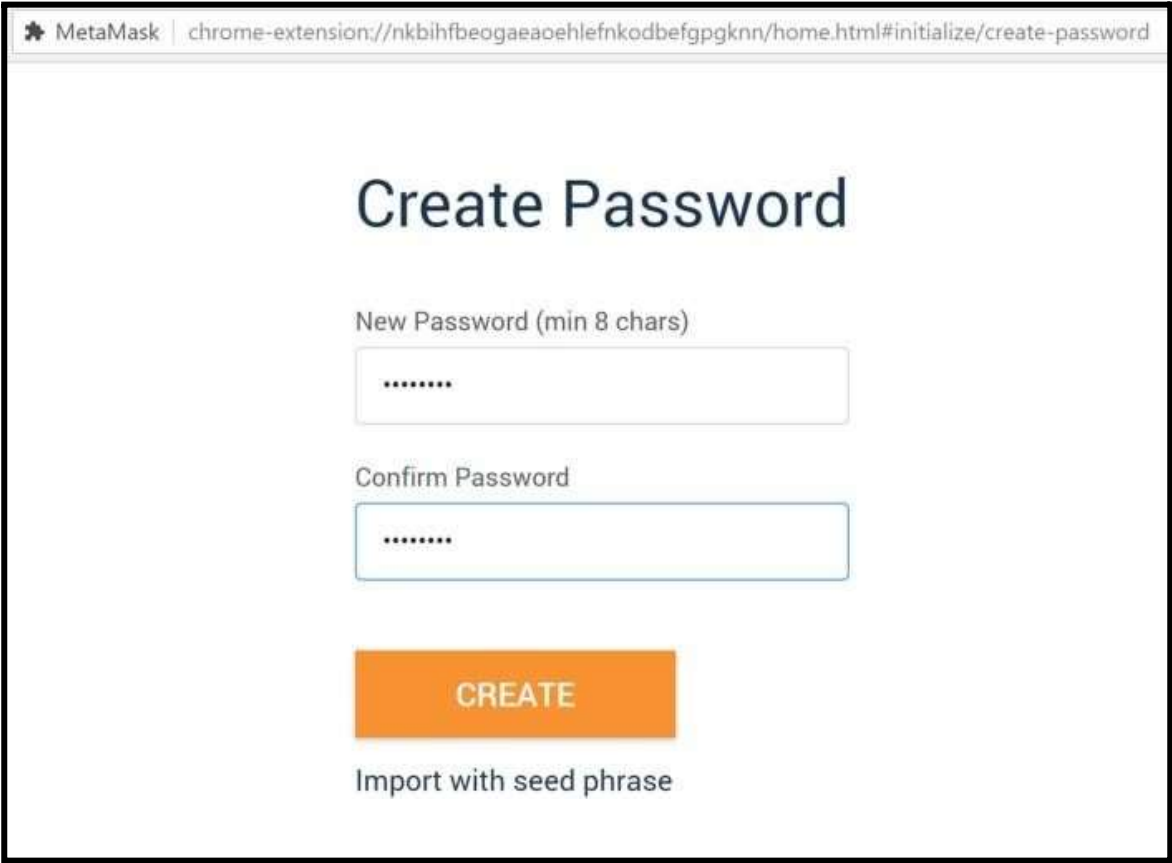 MetaMask chrome-extension://nkbihfbeogaeaoehlefnkodbefgpgknn/home.html#initialize/create-password
Create Password
New Password (min 8 chars)
••••••••
Confirm Password
••••••••
CREATE
Import with seed phrase